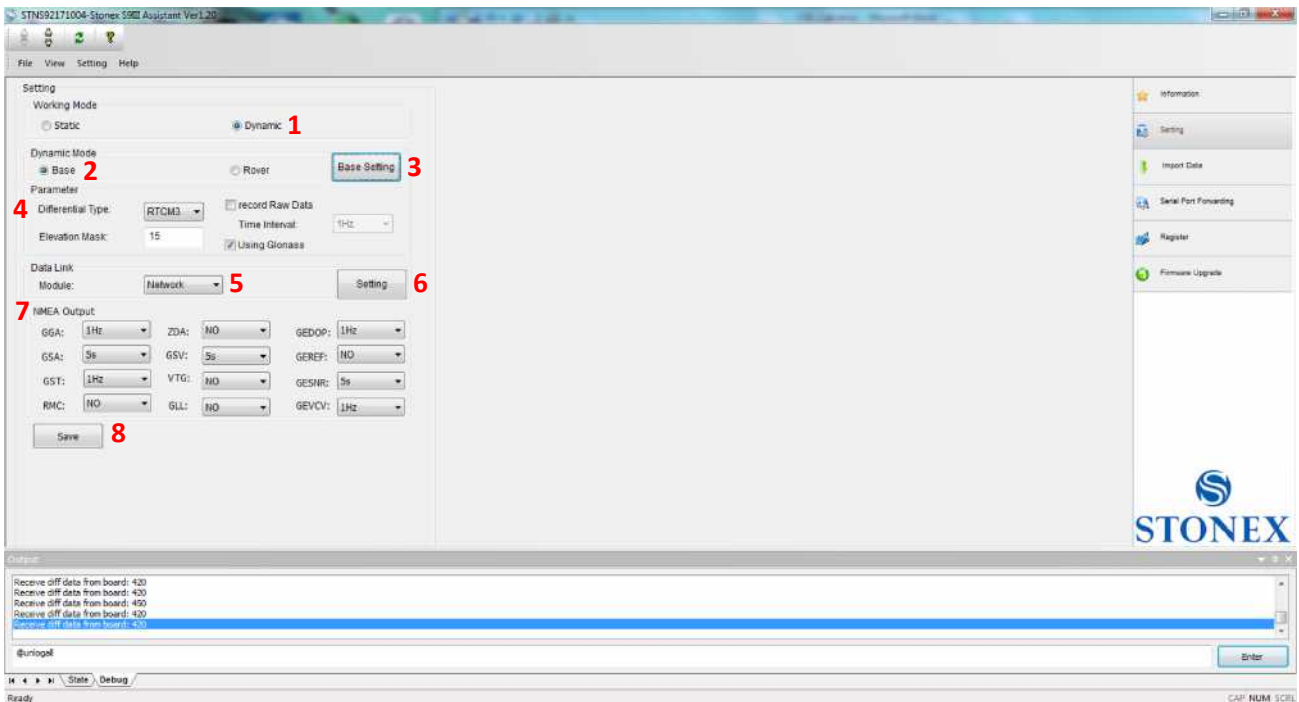 STNS92171004-Stonex S9III Assistant Ver1.20
File View Setting Help
Setting
Working Mode
Static Dynamic 1
Dynamic Mode
Base 2 Rover Base Setting 3
Parameter
4 Differential Type: RTCM3 record Raw Data
Time Interval: 1Hz
Elevation Mask: 15
Using Glonass
Data Link
Module: Network 5 Setting 6
7 NMEA Output
GGA: 1Hz ZDA: NO GEDOP: 1Hz
GSA: 5s GSV: 5s GEREF: NO
GST: 1Hz VTG: NO GESNR: 5s
RMC: NO GLL: NO GEVCV: 1Hz
Save 8
Information
Setting
Import Data
Serial Port Forwarding
Register
Firmware Upgrade
STONEX
Output
Receive diff data from board: 420
Receive diff data from board: 420
Receive diff data from board: 450
Receive diff data from board: 420
Receive diff data from board: 420
Enter
State Debug
Ready CAP NUM SCRL